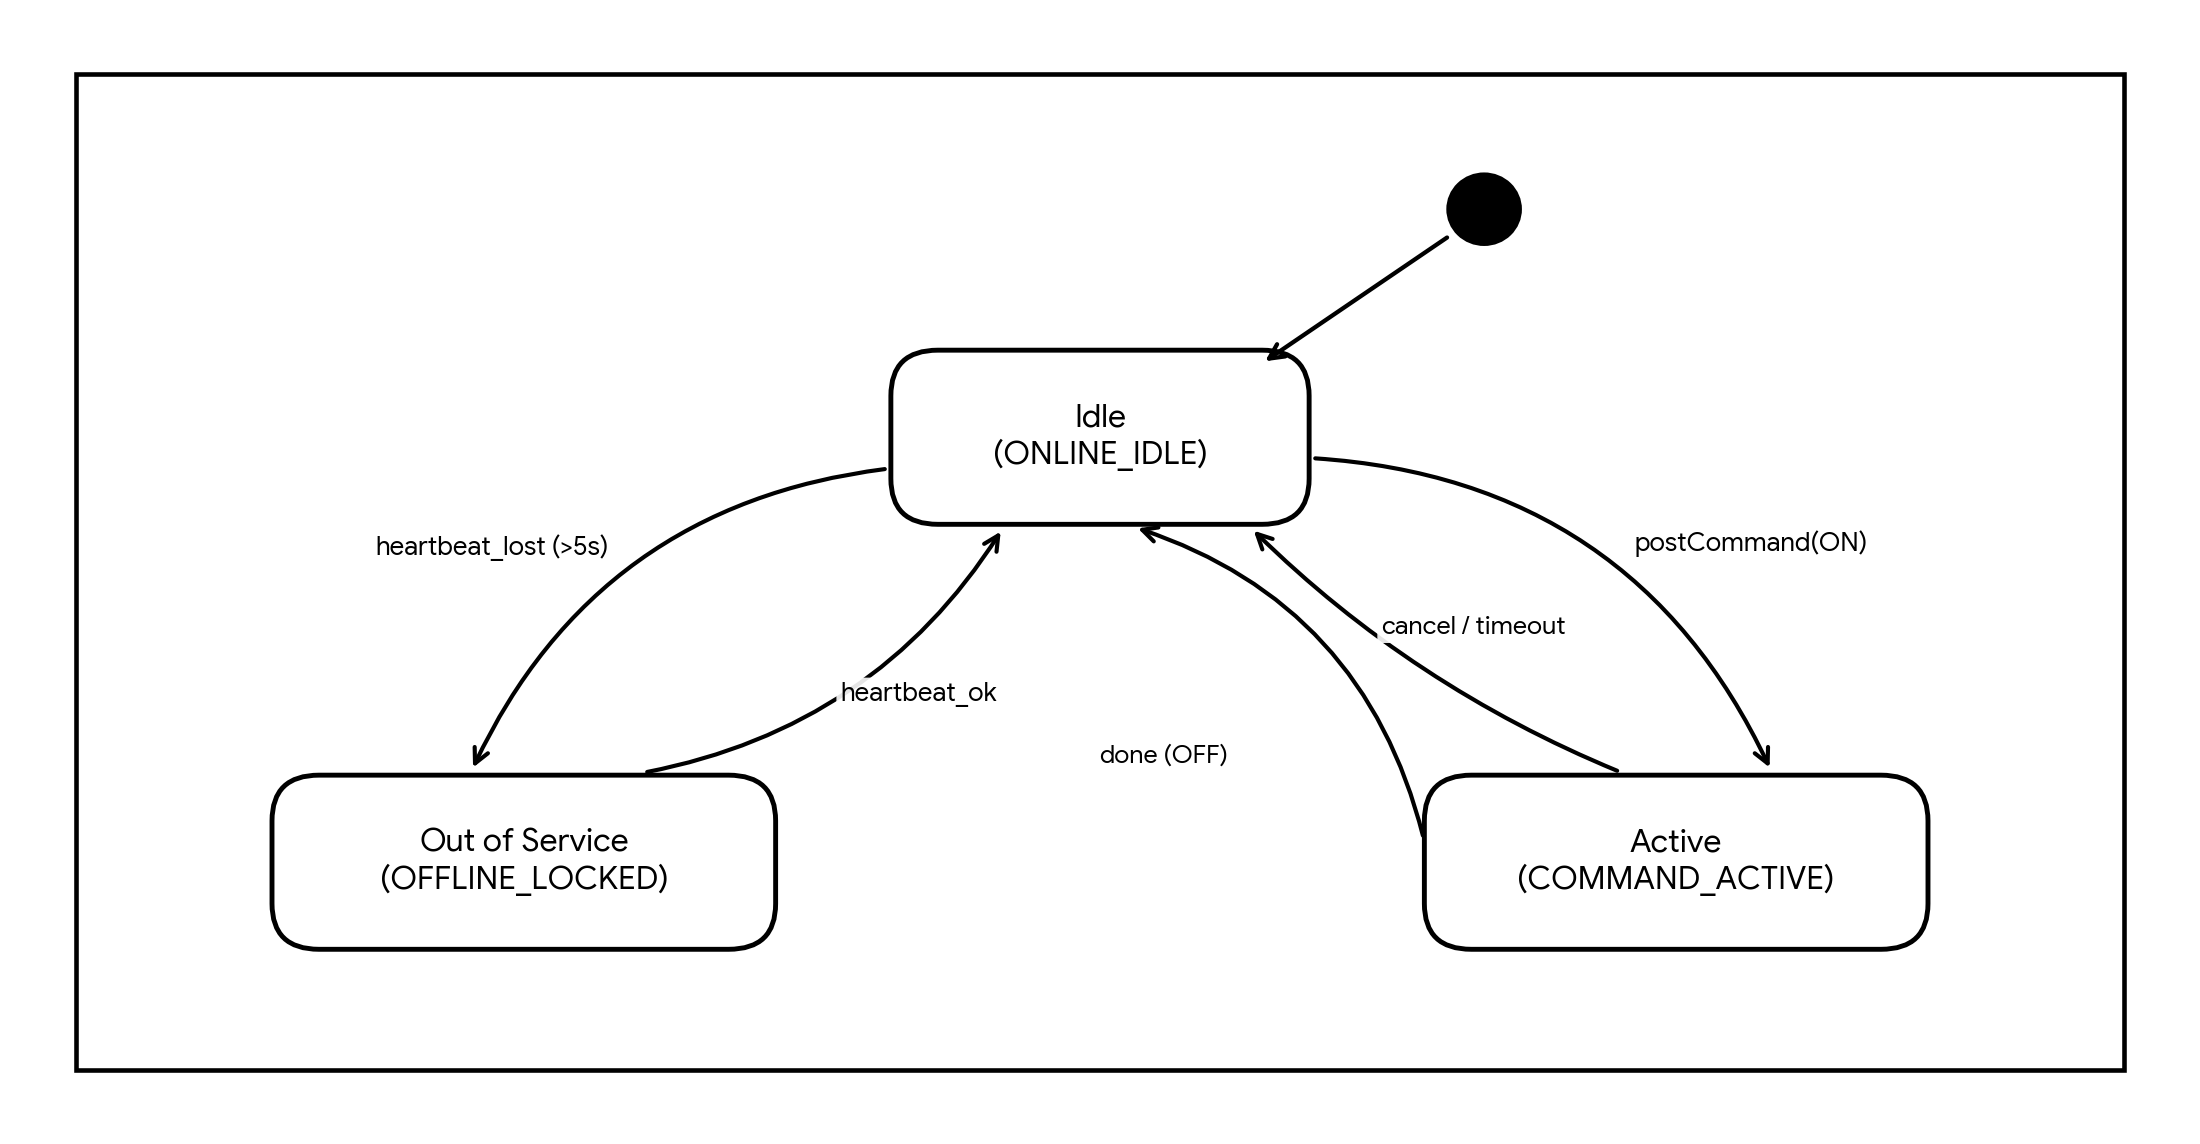 Idle
(ONLINE_IDLE)
heartbeat_lost (>5s)
postCommand(ON)
cancel / timeout
heartbeat_ok
done (OFF)
Out of Service
(OFFLINE_LOCKED)
Active
(COMMAND_ACTIVE)